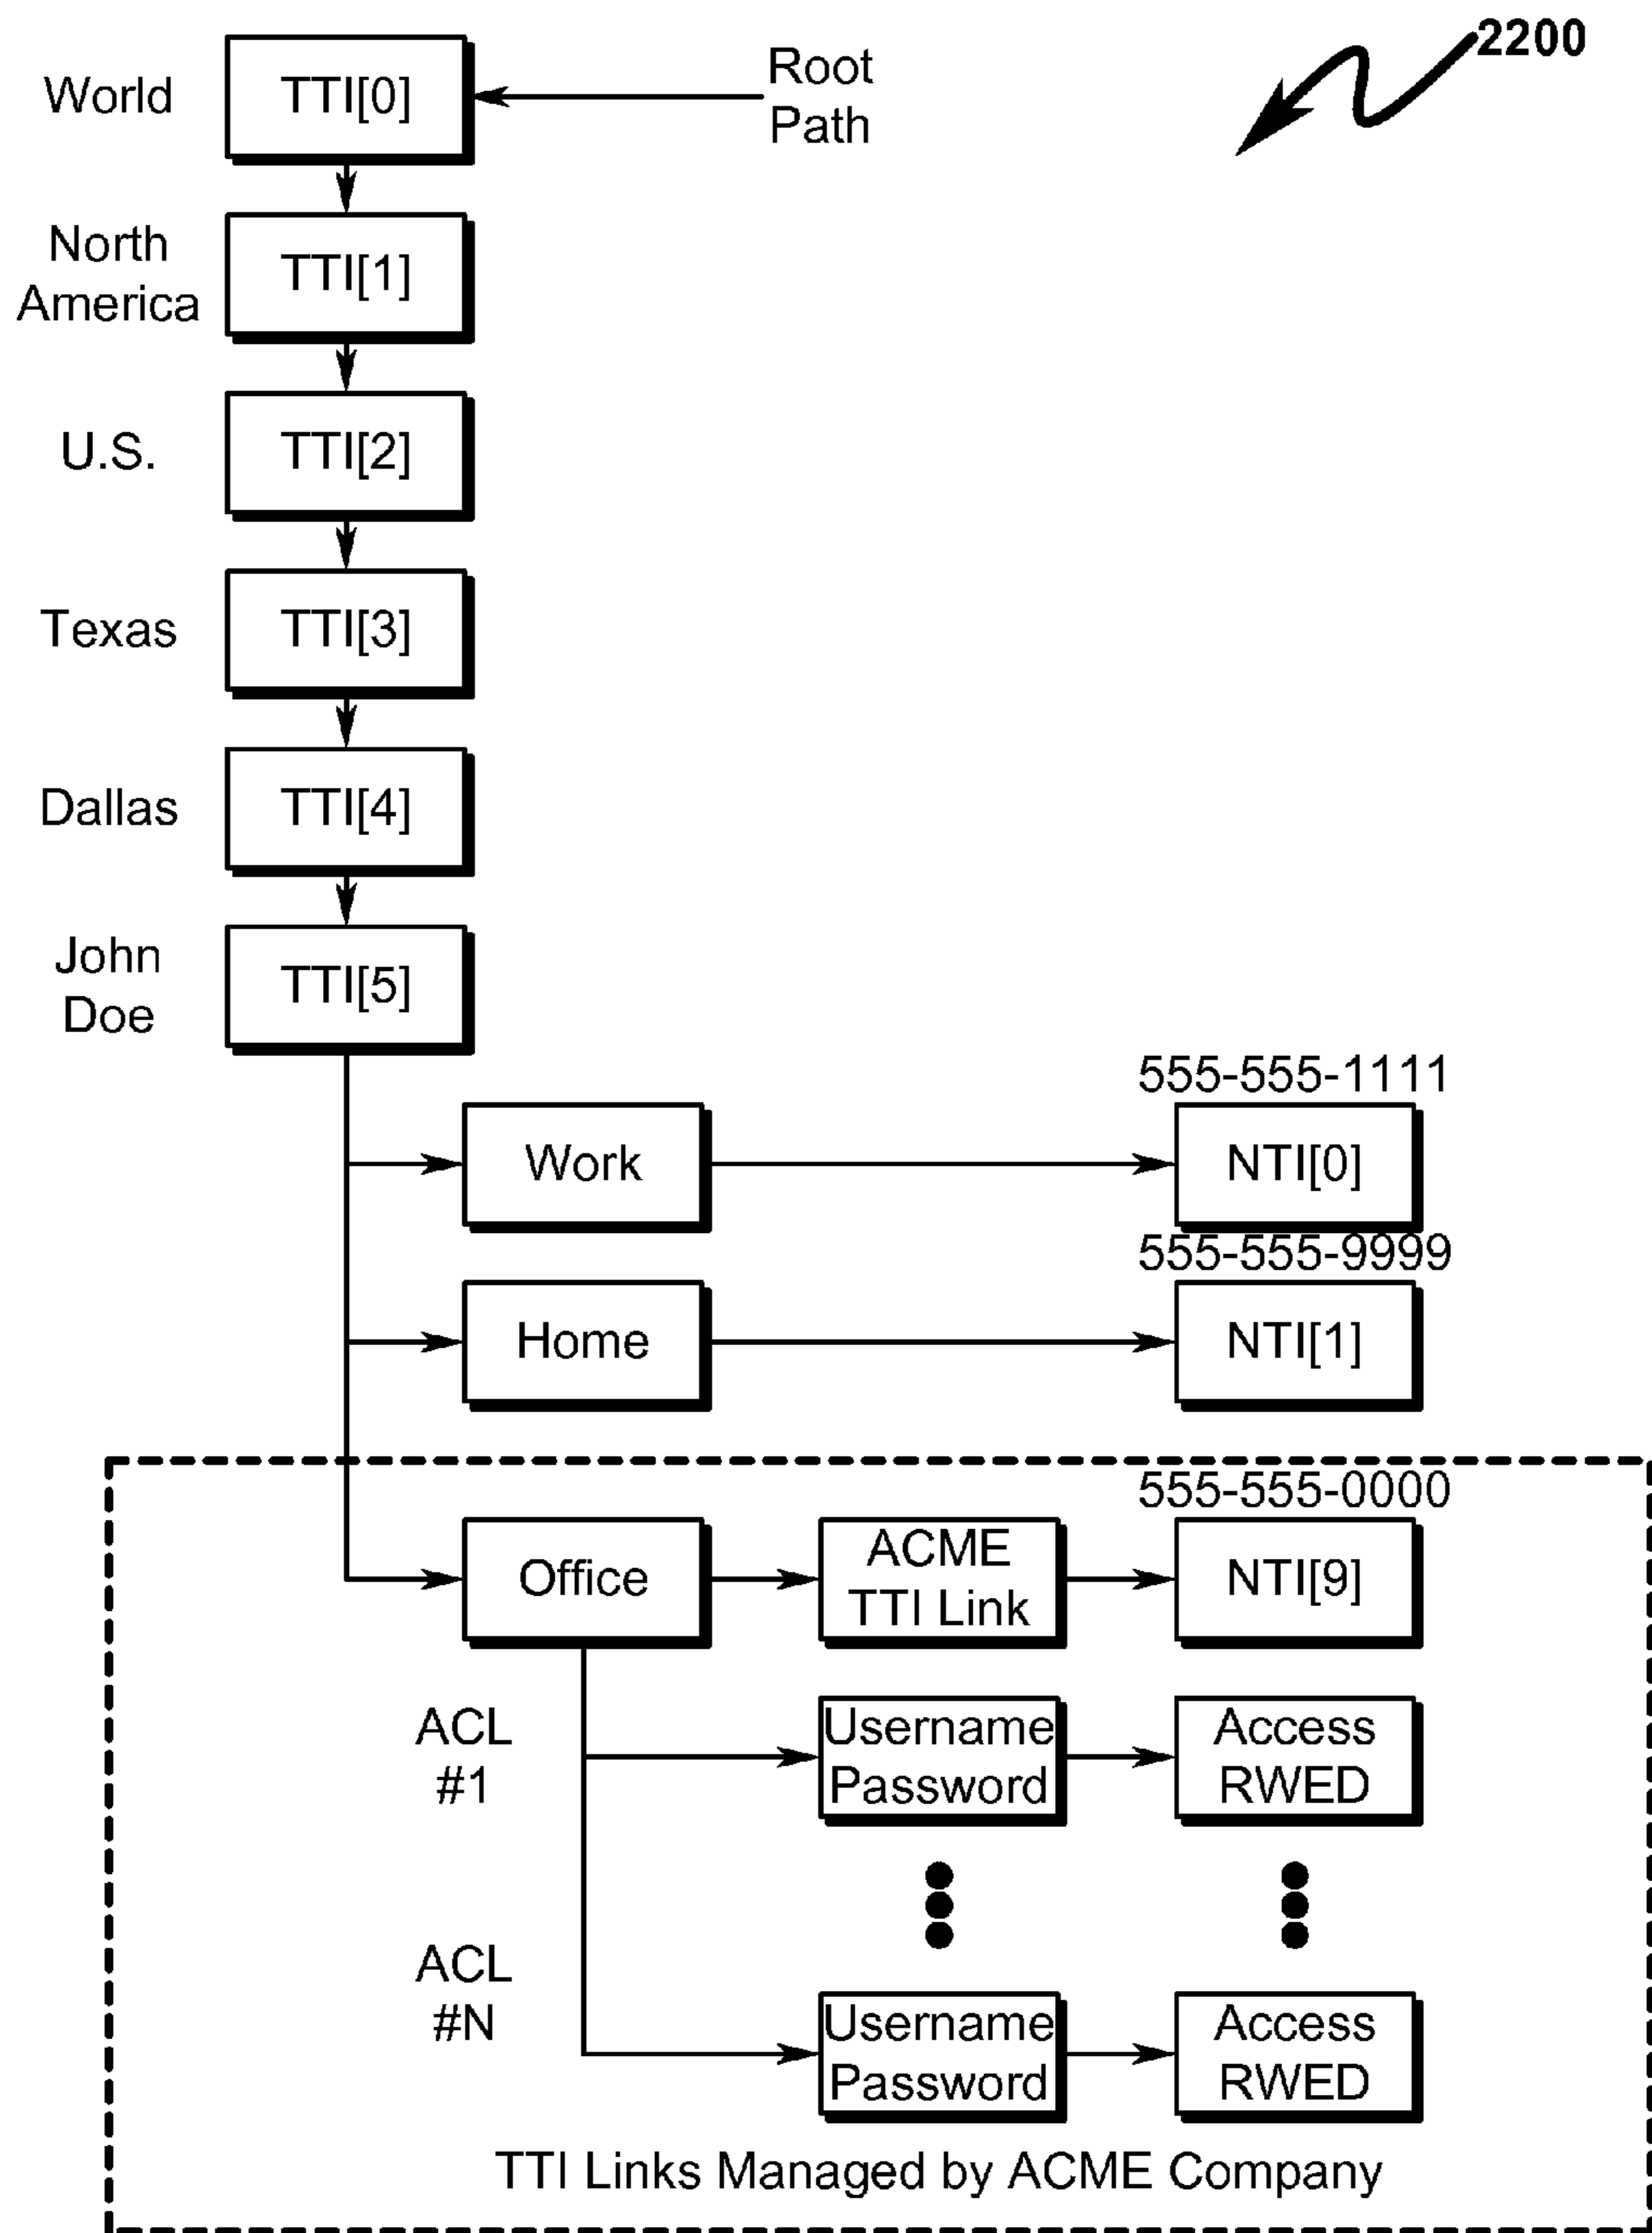 2200
World
TTI[0]
Root
Path
North
America
TTI[1]
U.S.
TTI[2]
Texas
TTI[3]
Dallas
TTI[4]
John
Doe
TTI[5]
555-555-1111
Work
NTI[0]
555-555-9999
Home
NTI[1]
555-555-0000
Office
ACME
TTI Link
NTI[9]
ACL
#1
Username
Password
Access
RWED
ACL
#N
Username
Password
Access
RWED
TTI Links Managed by ACME Company